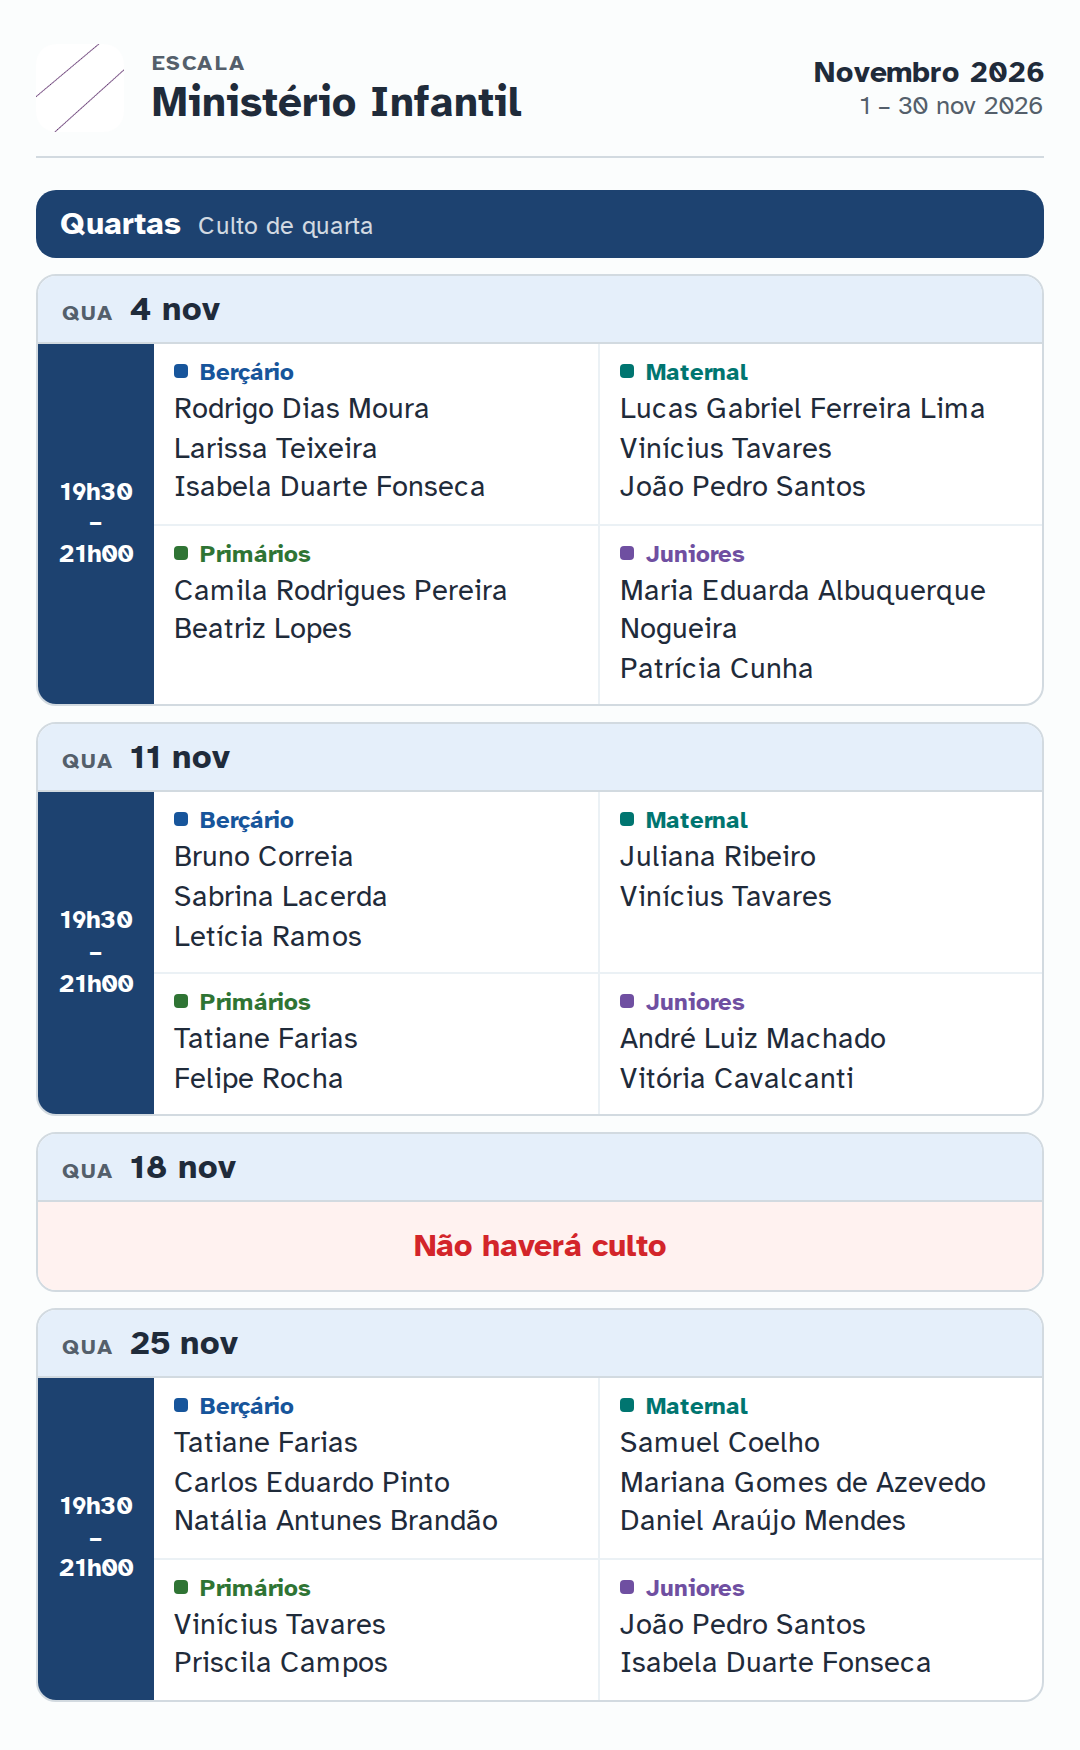 ESCALA
Ministério Infantil
Novembro 2026
1 – 30 nov 2026
Quartas Culto de quarta
QUA 4 nov
19h30
–
21h00
Berçário
Rodrigo Dias Moura
Larissa Teixeira
Isabela Duarte Fonseca
Maternal
Lucas Gabriel Ferreira Lima
Vinícius Tavares
João Pedro Santos
Primários
Camila Rodrigues Pereira
Beatriz Lopes
Juniores
Maria Eduarda Albuquerque
Nogueira
Patrícia Cunha
QUA 11 nov
19h30
–
21h00
Berçário
Bruno Correia
Sabrina Lacerda
Letícia Ramos
Maternal
Juliana Ribeiro
Vinícius Tavares
Primários
Tatiane Farias
Felipe Rocha
Juniores
André Luiz Machado
Vitória Cavalcanti
QUA 18 nov
Não haverá culto
QUA 25 nov
19h30
–
21h00
Berçário
Tatiane Farias
Carlos Eduardo Pinto
Natália Antunes Brandão
Maternal
Samuel Coelho
Mariana Gomes de Azevedo
Daniel Araújo Mendes
Primários
Vinícius Tavares
Priscila Campos
Juniores
João Pedro Santos
Isabela Duarte Fonseca